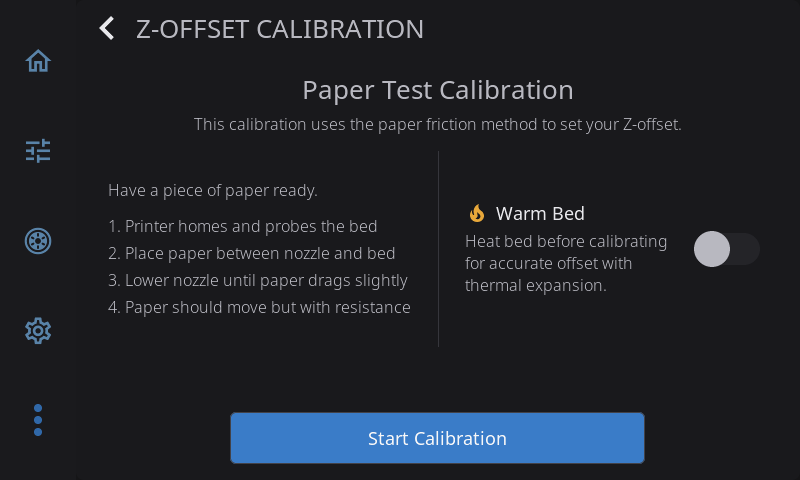 Z-OFFSET CALIBRATION
Paper Test Calibration
This calibration uses the paper friction method to set your Z-offset.
Have a piece of paper ready.
1. Printer homes and probes the bed
2. Place paper between nozzle and bed
3. Lower nozzle until paper drags slightly
4. Paper should move but with resistance
Warm Bed
Heat bed before calibrating
for accurate offset with
thermal expansion.
Start Calibration